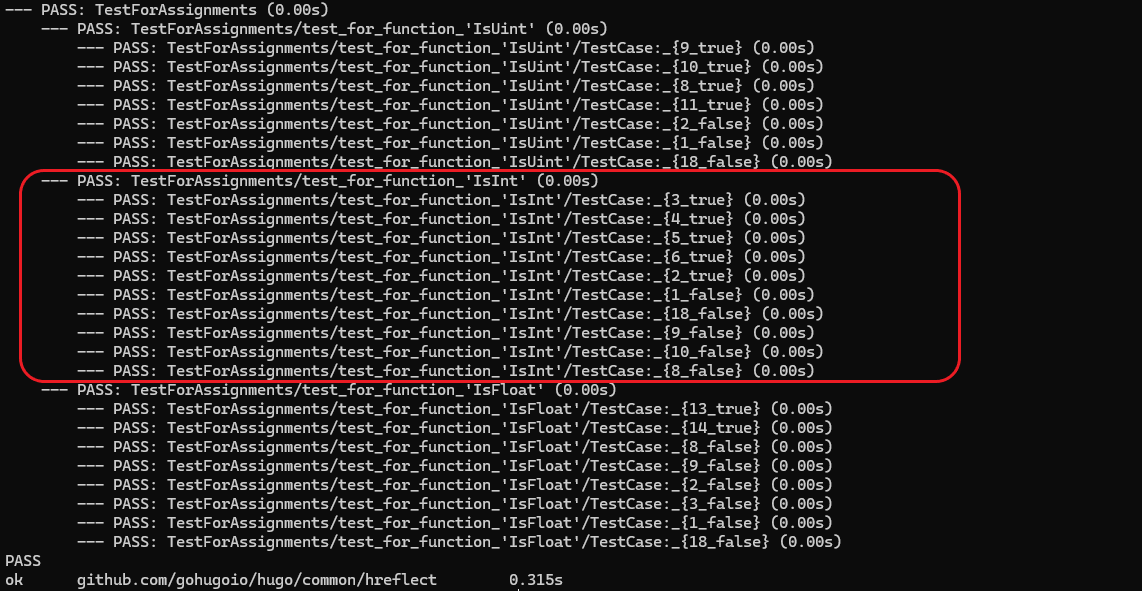 --- PASS: TestForAssignments (0.00s)
    --- PASS: TestForAssignments/test_for_function_'IsUint' (0.00s)
        --- PASS: TestForAssignments/test_for_function_'IsUint'/TestCase:_{9_true} (0.00s)
        --- PASS: TestForAssignments/test_for_function_'IsUint'/TestCase:_{10_true} (0.00s)
        --- PASS: TestForAssignments/test_for_function_'IsUint'/TestCase:_{8_true} (0.00s)
        --- PASS: TestForAssignments/test_for_function_'IsUint'/TestCase:_{11_true} (0.00s)
        --- PASS: TestForAssignments/test_for_function_'IsUint'/TestCase:_{2_false} (0.00s)
        --- PASS: TestForAssignments/test_for_function_'IsUint'/TestCase:_{1_false} (0.00s)
        --- PASS: TestForAssignments/test_for_function_'IsUint'/TestCase:_{18_false} (0.00s)
    --- PASS: TestForAssignments/test_for_function_'IsInt' (0.00s)
        --- PASS: TestForAssignments/test_for_function_'IsInt'/TestCase:_{3_true} (0.00s)
        --- PASS: TestForAssignments/test_for_function_'IsInt'/TestCase:_{4_true} (0.00s)
        --- PASS: TestForAssignments/test_for_function_'IsInt'/TestCase:_{5_true} (0.00s)
        --- PASS: TestForAssignments/test_for_function_'IsInt'/TestCase:_{6_true} (0.00s)
        --- PASS: TestForAssignments/test_for_function_'IsInt'/TestCase:_{2_true} (0.00s)
        --- PASS: TestForAssignments/test_for_function_'IsInt'/TestCase:_{1_false} (0.00s)
        --- PASS: TestForAssignments/test_for_function_'IsInt'/TestCase:_{18_false} (0.00s)
        --- PASS: TestForAssignments/test_for_function_'IsInt'/TestCase:_{9_false} (0.00s)
        --- PASS: TestForAssignments/test_for_function_'IsInt'/TestCase:_{10_false} (0.00s)
        --- PASS: TestForAssignments/test_for_function_'IsInt'/TestCase:_{8_false} (0.00s)
    --- PASS: TestForAssignments/test_for_function_'IsFloat' (0.00s)
        --- PASS: TestForAssignments/test_for_function_'IsFloat'/TestCase:_{13_true} (0.00s)
        --- PASS: TestForAssignments/test_for_function_'IsFloat'/TestCase:_{14_true} (0.00s)
        --- PASS: TestForAssignments/test_for_function_'IsFloat'/TestCase:_{8_false} (0.00s)
        --- PASS: TestForAssignments/test_for_function_'IsFloat'/TestCase:_{9_false} (0.00s)
        --- PASS: TestForAssignments/test_for_function_'IsFloat'/TestCase:_{2_false} (0.00s)
        --- PASS: TestForAssignments/test_for_function_'IsFloat'/TestCase:_{3_false} (0.00s)
        --- PASS: TestForAssignments/test_for_function_'IsFloat'/TestCase:_{1_false} (0.00s)
        --- PASS: TestForAssignments/test_for_function_'IsFloat'/TestCase:_{18_false} (0.00s)
PASS
ok      github.com/gohugoio/hugo/common/hreflect        0.315s